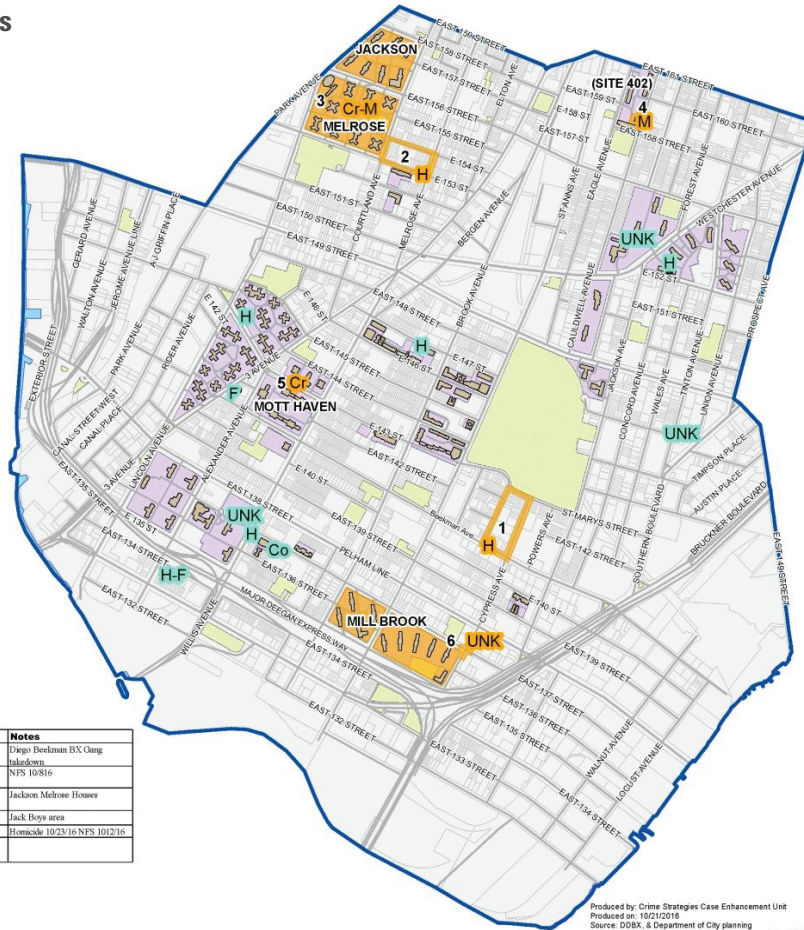 s
EAST 159 STREET
EAST 158 STREET
JACKSON
EAST 157 STREET
PARK AVENUE
3
Cr-M
MELROSE
EAST 156 STREET
EAST 155 STREET
ELTON AVE
2
E-154 ST
H
E-153 ST
(SITE 402)
EAST 161 STREET
EAST 159 ST
4
M
EAST 160 STREET
E-158 ST
EAST 158 STREET
EAST-157-ST
EAST-151-ST
EAST 150 STREET
EAST 149 STREET
COURTLAND AVE
MELROSE AVE
BERGEN AVENUE
ST ANNS AVE
EAGLE AVENUE
FOREST AVENUE
WESTCHESTER AVENUE
UNK
H
E-152 ST
EAST 151 STREET
PROSPECT AVE
GERARD AVENUE
WALTON AVENUE
JEROME AVENUE-LINE
A J GRIFFIN PLACE
PARK AVENUE
RIDER AVENUE
EXTERIOR STREET
E 142 ST
E 146 ST
H
3 AVENUE
EAST 148 STREET
BROOK AVENUE
H
E-147 ST
E 146 ST
EAST 145 STREET
EAST 144 STREET
CAULDWELL AVE
JACKSON AVE
CONCORD AVENUE
WALES AVE
TINTON AVENUE
UNION AVENUE
5
Cr
F
MOTT HAVEN
E-143 ST
EAST 142 STREET
UNK
CANAL STREET-WEST
CANAL PLACE
3 AVENUE
LINCOLN AVENUE
ALEXANDER AVENUE
E-140 ST
TIMPSON PLACE
AUSTIN PLACE
BRUCKNER BOULEVARD
EAST 135 STREET
E 135 ST
EAST 134 STREET
EAST 132 STREET
EAST 138 STREET
UNK
H
Co
H-F
EAST 139 STREET
Beekman Ave
1
H
ST MARYS STREET
POWERS AVE
EAST 142 STREET
SOUTHERN BOULEVARD
EAST 149 STREET
PELHAM LINE
CYPRESS AVE
E-140 ST
EAST 136 STREET
WILLIS AVENUE
MAJOR DEEGAN EXPRESS WAY
MILL BROOK
6
UNK
EAST 134 STREET
EAST 132 STREET
EAST-139-STREET
EAST-137-STREET
EAST-136-STREET
EAST-135-STREET
EAST-133-STREET
EAST-134-STREET
WALNUT-AVENUE
LOCUST-AVENUE
Notes
Diego Beekman BX Gang
takedown
NFS 10/816
Jackson Melrose Houses
Jack Boys area
Homicide 10/23/16 NFS 1012/16
Produced by: Crime Strategies Case Enhancement Unit
Produced on: 10/21/2016
Source: DDBX, & Department of City planning